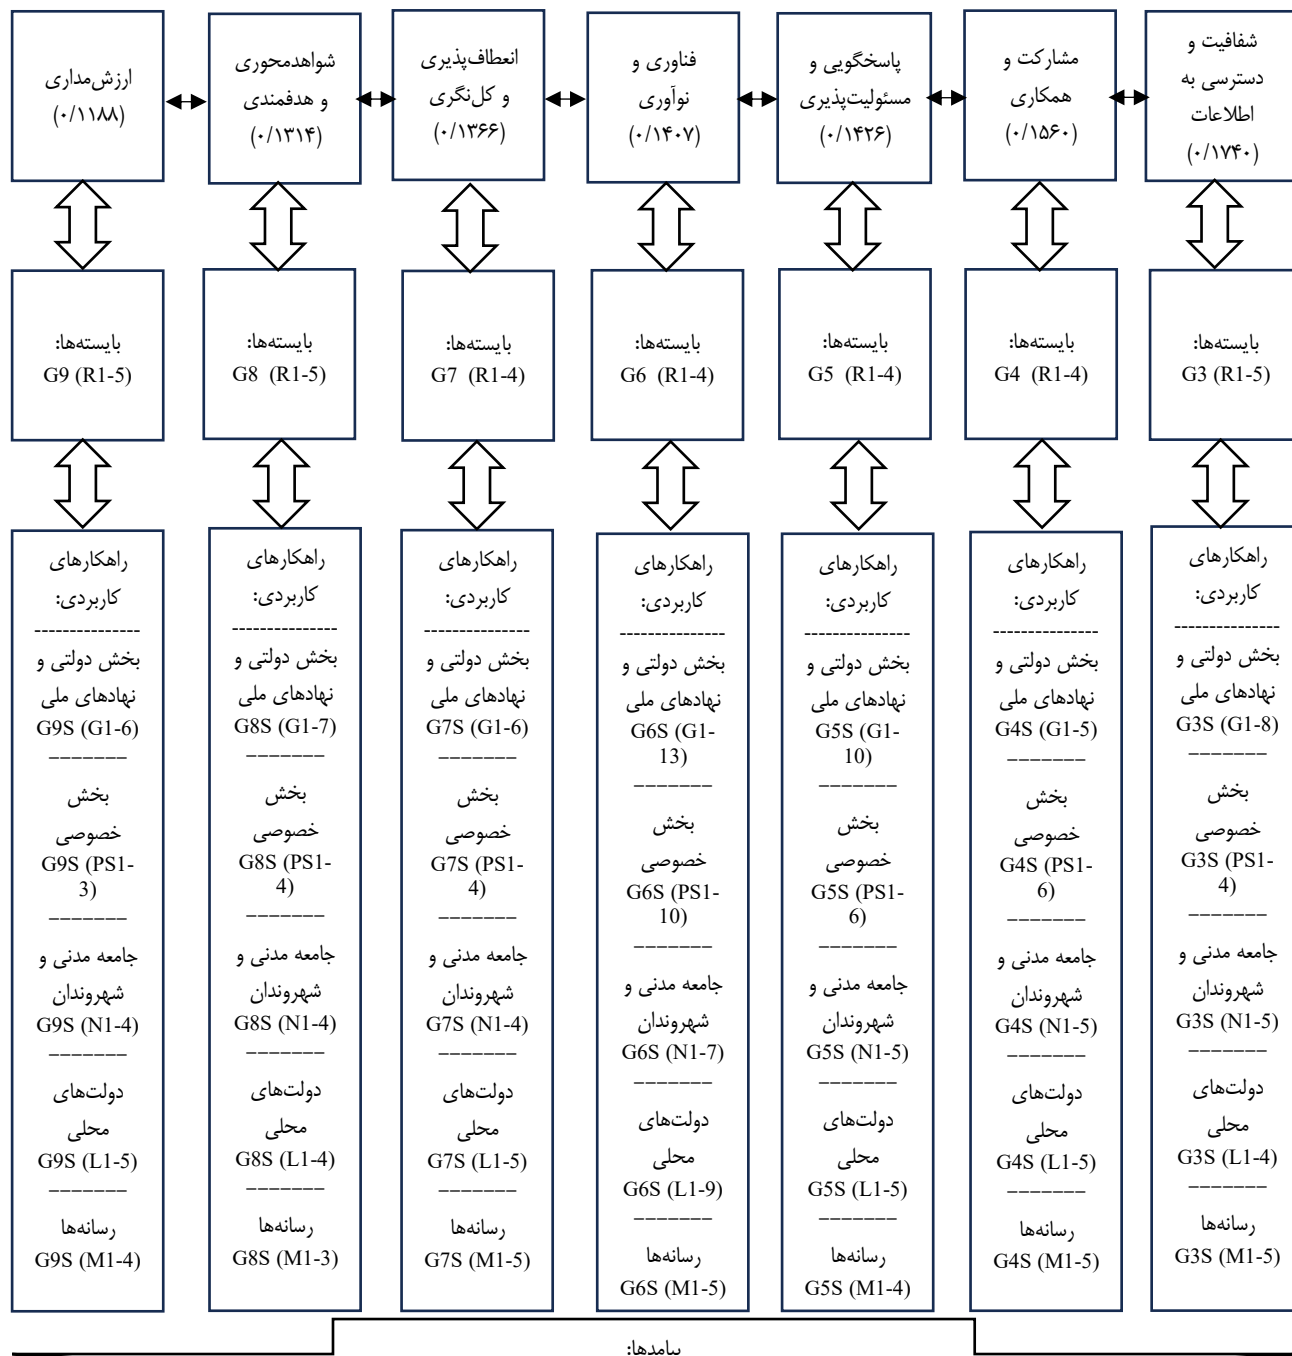 شفافیت و
دسترسی به
اطلاعات
(۰/۱۷۴۰)
مشارکت و
همکاری
(۰/۱۵۶۰)
پاسخگویی و
مسئولیت‌پذیری
(۰/۱۴۲۶)
فناوری و
نوآوری
(۰/۱۴۰۷)
انعطاف‌پذیری
و کل‌نگری
(۰/۱۳۶۶)
شواهدمحوری
و هدفمندی
(۰/۱۳۱۴)
ارزش‌مداری
(۰/۱۱۸۸)
بایسته‌ها:
G3 (R1-5)
بایسته‌ها:
G4 (R1-4)
بایسته‌ها:
G5 (R1-4)
بایسته‌ها:
G6 (R1-4)
بایسته‌ها:
G7 (R1-4)
بایسته‌ها:
G8 (R1-5)
بایسته‌ها:
G9 (R1-5)
راهکارهای
کاربردی:
---------------
بخش دولتی و
نهادهای ملی
G3S (G1-8)
-------
بخش
خصوصی
G3S (PS1-
4)
-------
جامعه مدنی و
شهروندان
G3S (N1-5)
-------
دولت‌های
محلی
G3S (L1-4)
-------
رسانه‌ها
G3S (M1-5)
راهکارهای
کاربردی:
---------------
بخش دولتی و
نهادهای ملی
G4S (G1-5)
-------
بخش
خصوصی
G4S (PS1-
6)
-------
جامعه مدنی و
شهروندان
G4S (N1-5)
-------
دولت‌های
محلی
G4S (L1-5)
-------
رسانه‌ها
G4S (M1-5)
راهکارهای
کاربردی:
---------------
بخش دولتی و
نهادهای ملی
G5S (G1-
10)
-------
بخش
خصوصی
G5S (PS1-
6)
-------
جامعه مدنی و
شهروندان
G5S (N1-5)
-------
دولت‌های
محلی
G5S (L1-5)
-------
رسانه‌ها
G5S (M1-4)
راهکارهای
کاربردی:
---------------
بخش دولتی و
نهادهای ملی
G6S (G1-
13)
-------
بخش
خصوصی
G6S (PS1-
10)
-------
جامعه مدنی و
شهروندان
G6S (N1-7)
-------
دولت‌های
محلی
G6S (L1-9)
-------
رسانه‌ها
G6S (M1-5)
راهکارهای
کاربردی:
---------------
بخش دولتی و
نهادهای ملی
G7S (G1-6)
-------
بخش
خصوصی
G7S (PS1-
4)
-------
جامعه مدنی و
شهروندان
G7S (N1-4)
-------
دولت‌های
محلی
G7S (L1-5)
-------
رسانه‌ها
G7S (M1-5)
راهکارهای
کاربردی:
---------------
بخش دولتی و
نهادهای ملی
G8S (G1-7)
-------
بخش
خصوصی
G8S (PS1-
4)
-------
جامعه مدنی و
شهروندان
G8S (N1-4)
-------
دولت‌های
محلی
G8S (L1-4)
-------
رسانه‌ها
G8S (M1-3)
راهکارهای
کاربردی:
---------------
بخش دولتی و
نهادهای ملی
G9S (G1-6)
-------
بخش
خصوصی
G9S (PS1-
3)
-------
جامعه مدنی و
شهروندان
G9S (N1-4)
-------
دولت‌های
محلی
G9S (L1-5)
-------
رسانه‌ها
G9S (M1-4)
پیامدها: